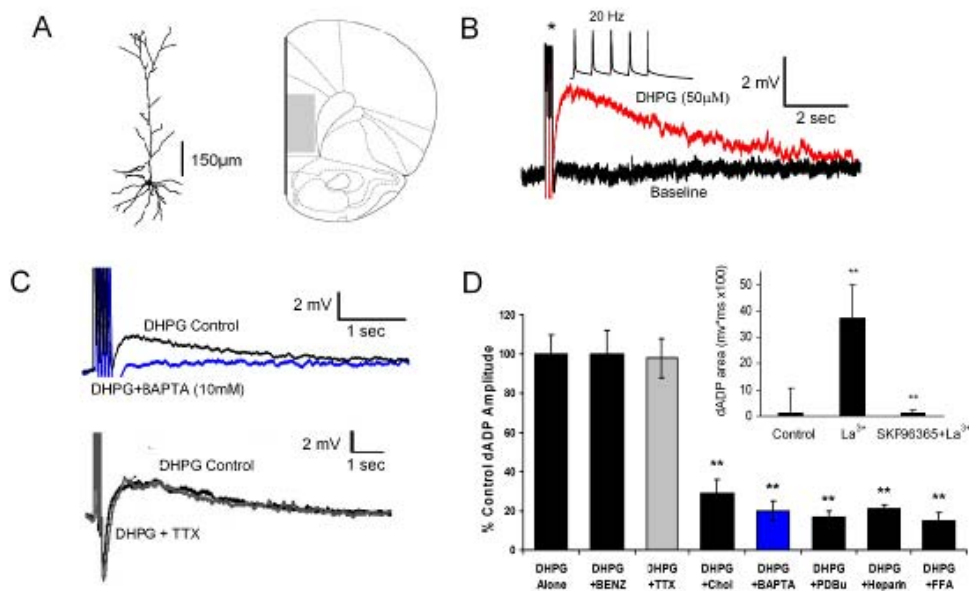 A
150µm
B
*
20 Hz
DHPG (50µM)
2 mV
2 sec
Baseline
C
2 mV
1 sec
DHPG Control
DHPG+BAPTA (10mM)
2 mV
1 sec
DHPG Control
DHPG + TTX
D
% Control dADP Amplitude
120
100
80
60
40
20
0
** ** ** ** **
DHPG DHPG DHPG DHPG DHPG DHPG DHPG DHPG
Alone +BENZ +TTX +Chol +BAPTA +PDBu +Heparin +FFA
dADP area (mv*ms x100)
50
40
30
20
10
0
**
**
Control La³⁺ SKF96365+La³⁺